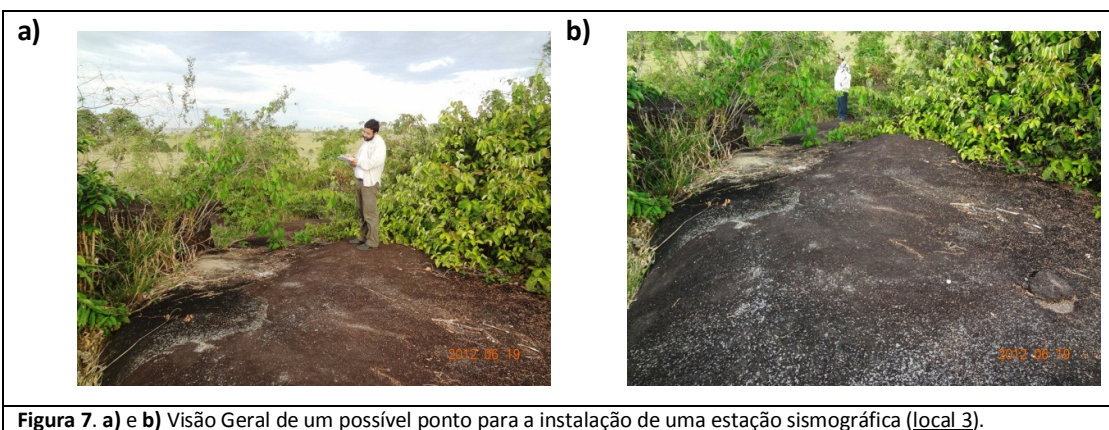 a)
b)
2012 06 19
2012 06 19
Figura 7. a) e b) Visão Geral de um possível ponto para a instalação de uma estação sismográfica (local 3).